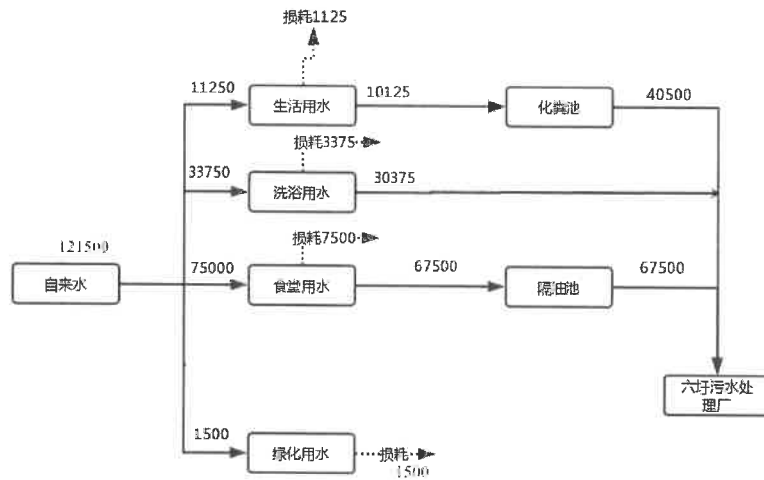 损耗1125
11250
生活用水
10125
化粪池
40500
损耗3375
33750
洗浴用水
30375
损耗7500
121500
自来水
75000
食堂用水
67500
隔油池
67500
六圩污水处
理厂
1500
绿化用水
损耗
1500